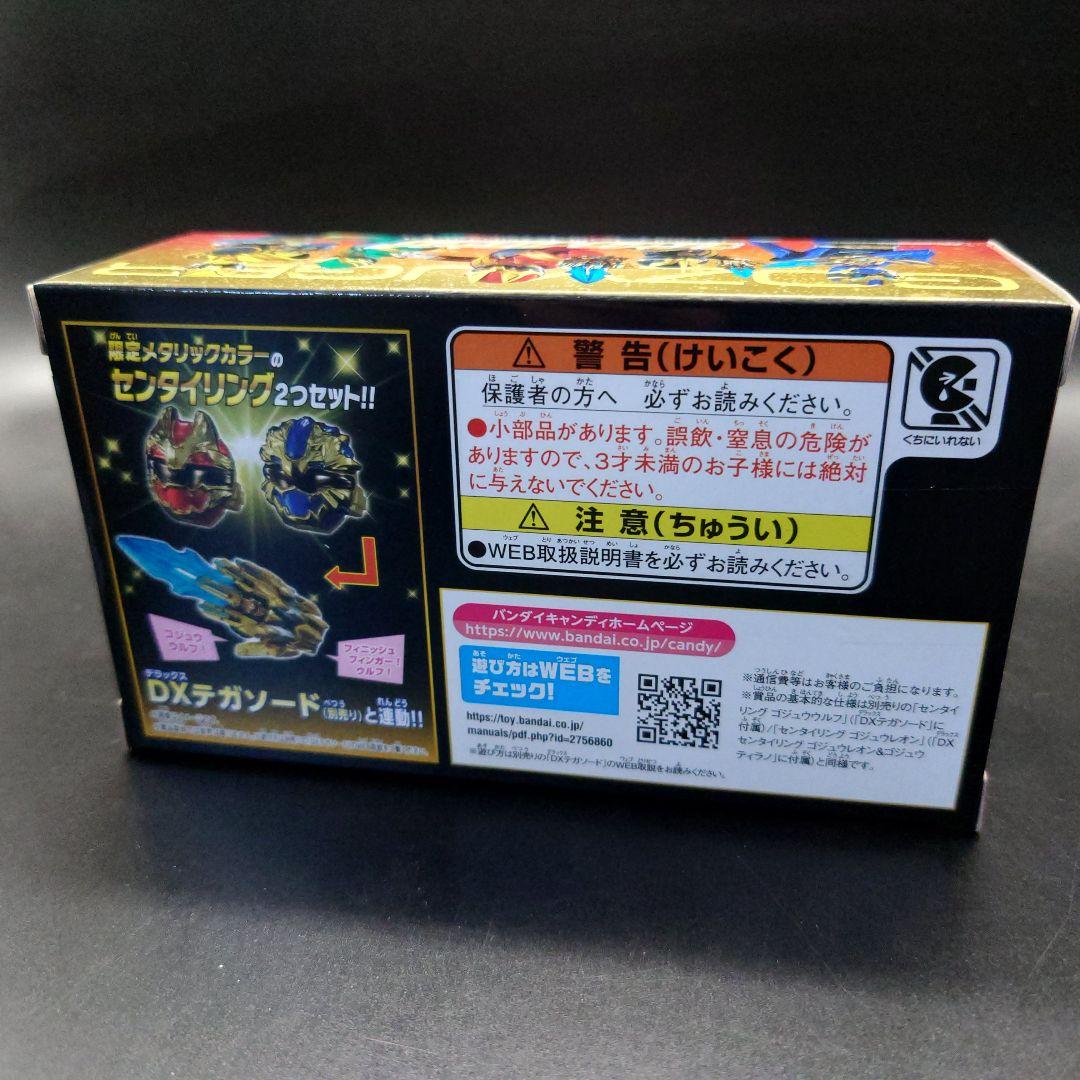 限定メタリックカラーの
センタイリング2つセット!!
ゴジュウ
ウルフ!
フィニッシュ
フィンガー!
ウルフ!
DXテガソード(別売り)と連動!!
警告(けいこく)
保護者の方へ 必ずお読みください。
●小部品があります。誤飲・窒息の危険が
ありますので、3才未満のお子様には絶対
に与えないでください。
注意(ちゅうい)
●WEB取扱説明書を必ずお読みください。
くちにいれない
バンダイキャンディホームページ
https://www.bandai.co.jp/candy/
遊び方はWEBを
チェック!
https://toy.bandai.co.jp/
manuals/pdf.php?id=2756860
※遊び方は別売りの「DXテガソード」のWEB取説をお読みください。
※通信費等はお客様のご負担になります。
※賞品の基本的な仕様は別売りの「センタイ
リング ゴジュウウルフ」(「DXテガソード」に
付属)/「センタイリング ゴジュウレオン」(「DX
センタイリング ゴジュウレオン&ゴジュウ
ティラノ」に付属)と同様です。